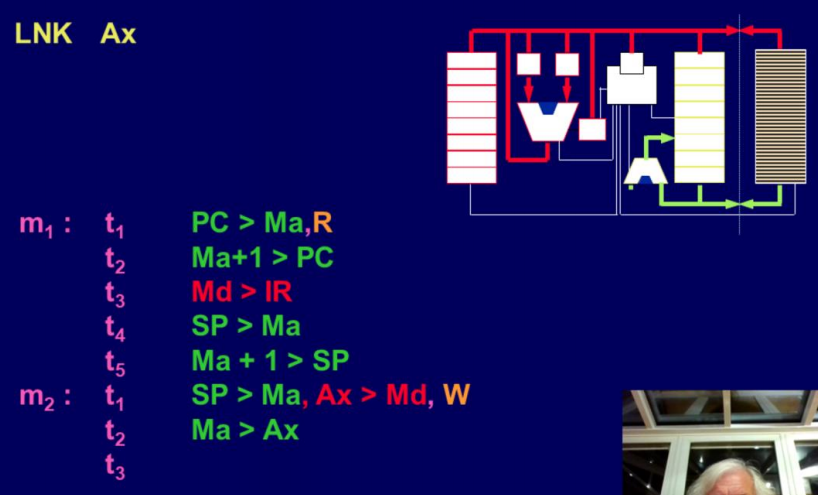 LNK Ax
m₁ : t₁ PC > Ma,R
t₂ Ma+1 > PC
t₃ Md > IR
t₄ SP > Ma
t₅ Ma + 1 > SP
m₂ : t₁ SP > Ma, Ax > Md, W
t₂ Ma > Ax
t₃